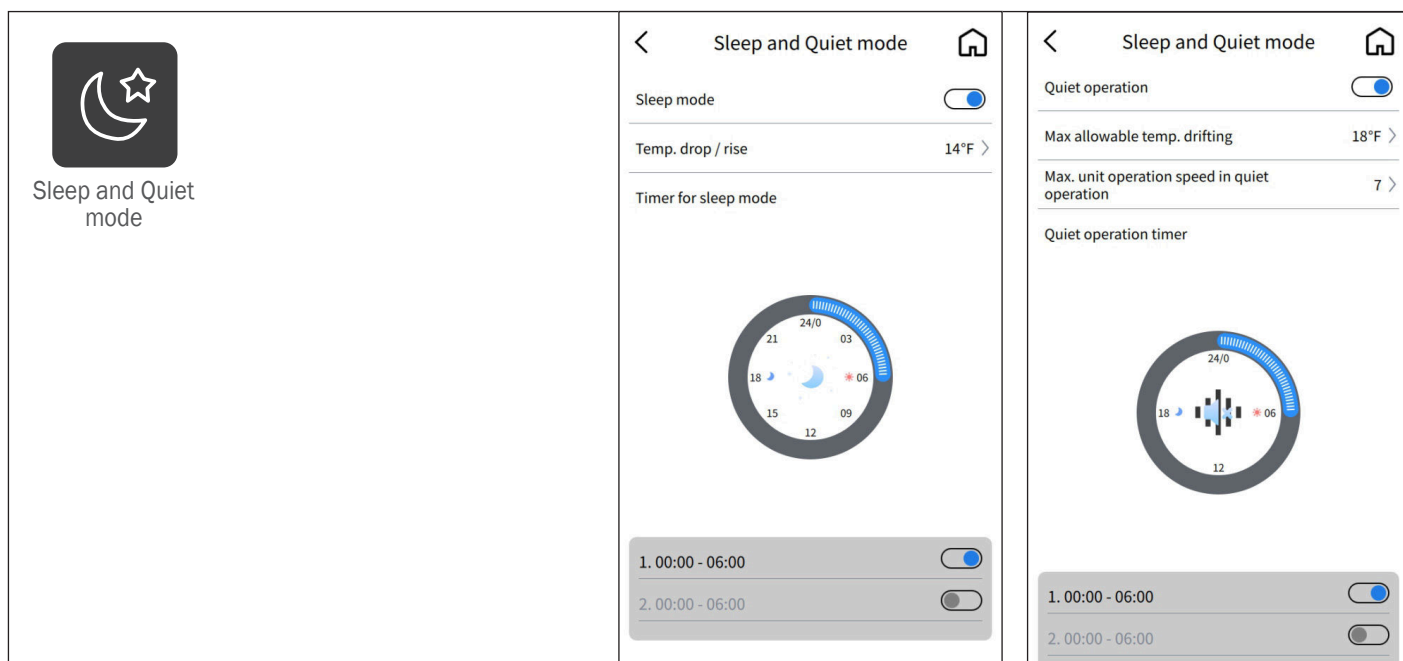 Sleep and Quiet
mode
Sleep and Quiet mode
Sleep mode
Temp. drop / rise 14°F
Timer for sleep mode
24/0
21 03
18 06
15 09
12
1. 00:00 - 06:00
2. 00:00 - 06:00
Sleep and Quiet mode
Quiet operation
Max allowable temp. drifting 18°F
Max. unit operation speed in quiet
operation 7
Quiet operation timer
24/0
18 06
12
1. 00:00 - 06:00
2. 00:00 - 06:00